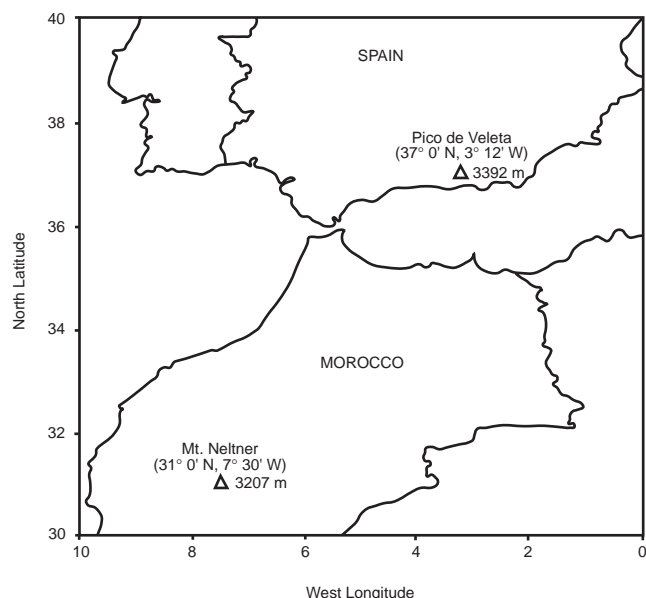 40
38
36
34
32
30
North Latitude
SPAIN
Pico de Veleta
(37° 0' N, 3° 12' W)
3392 m
MOROCCO
Mt. Neltner
(31° 0' N, 7° 30' W)
3207 m
10 8 6 4 2 0
West Longitude